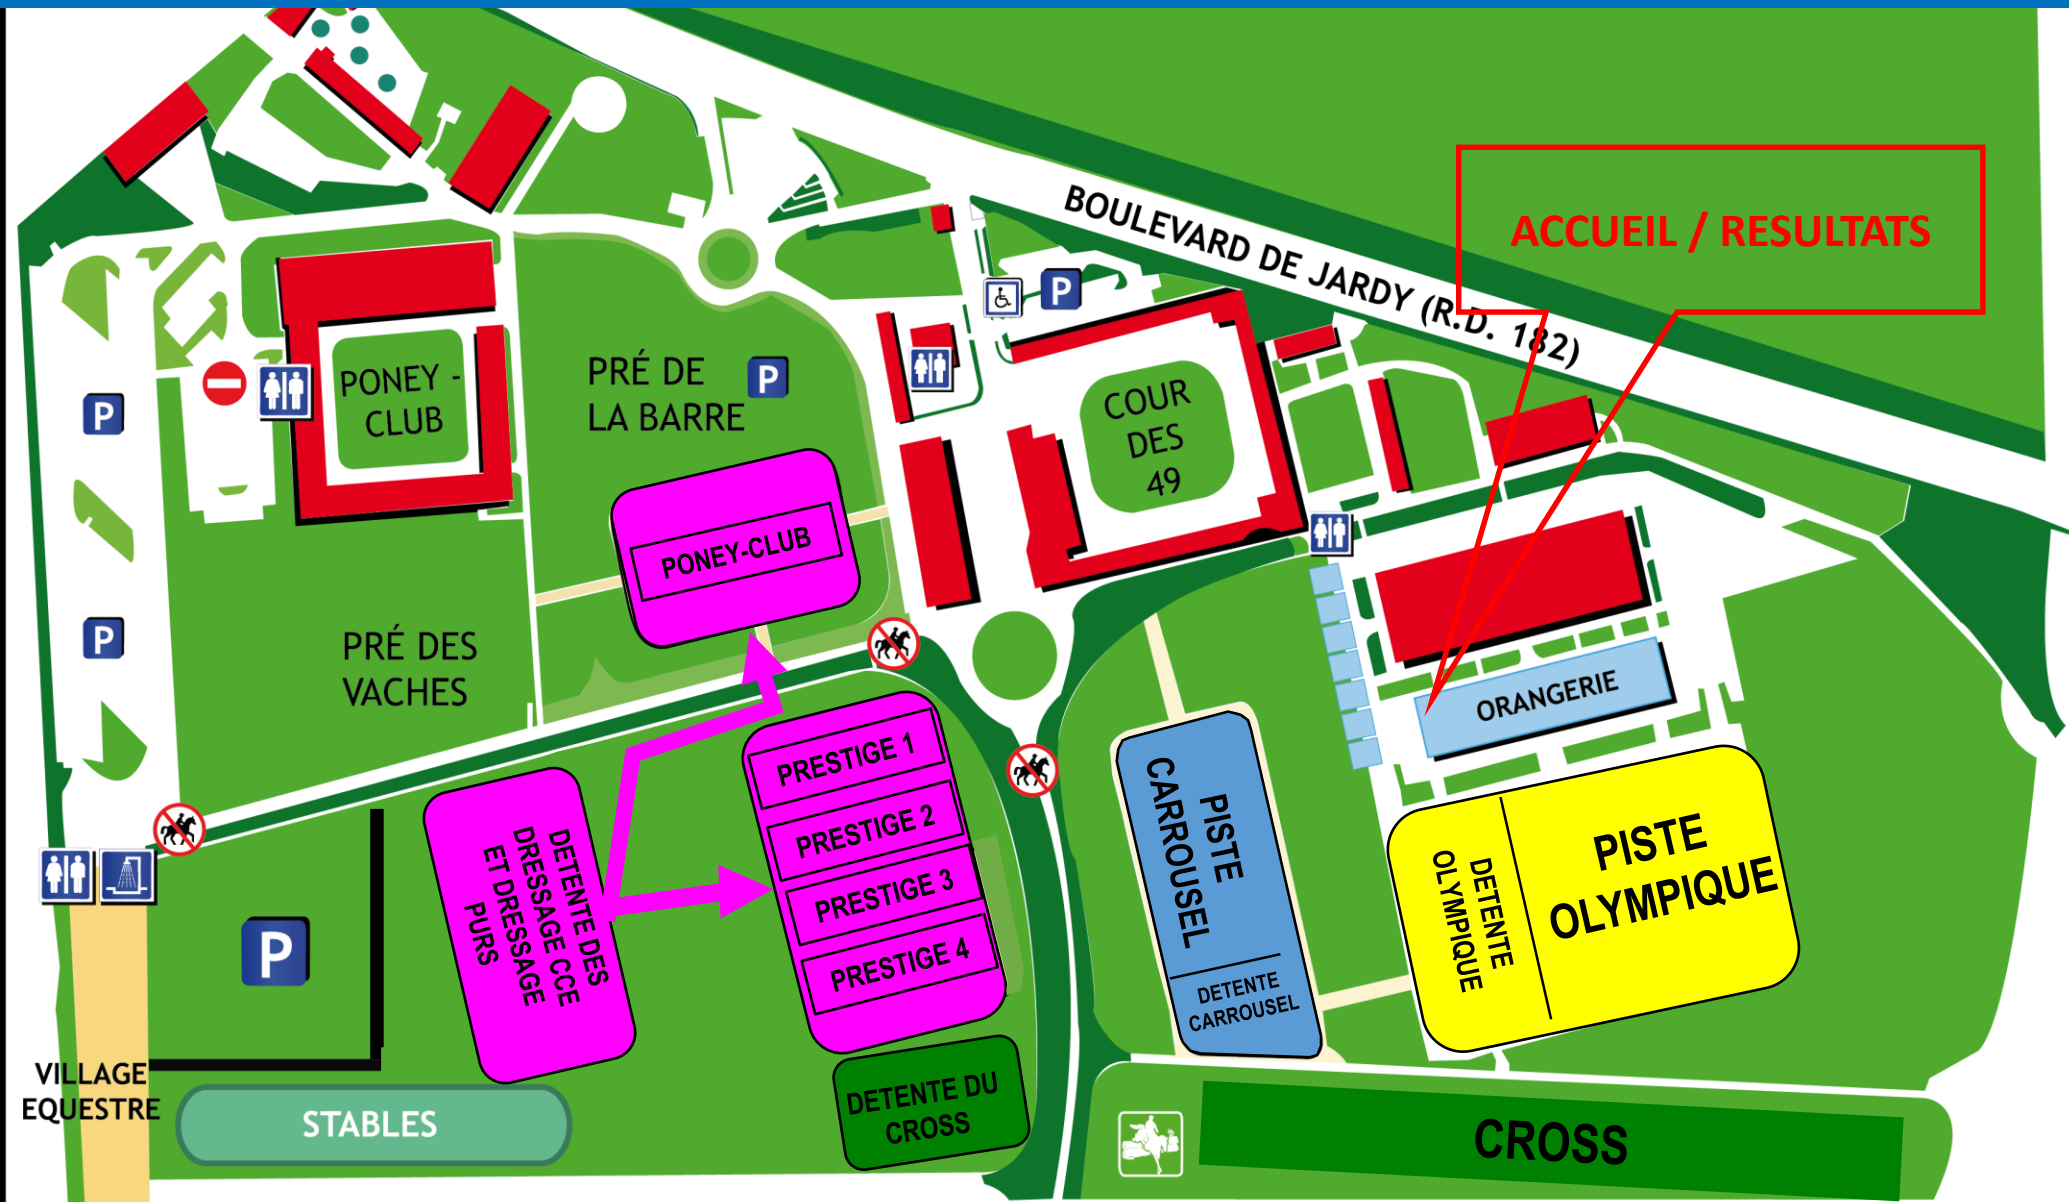 BOULEVARD DE JARDY (R.D. 182)
ACCUEIL / RESULTATS
P
PONEY -
CLUB
PRÉ DE
LA BARRE
P
COUR
DES
49
P
PONEY-CLUB
P
PRÉ DES
VACHES
ORANGERIE
PRESTIGE 1
PRESTIGE 2
PRESTIGE 3
PRESTIGE 4
DETENTE DES
DRESSAGE CCE
ET DRESSAGE
PURS
PISTE
CARROUSEL
DETENTE
CARROUSEL
DETENTE
OLYMPIQUE
PISTE
OLYMPIQUE
P
VILLAGE
EQUESTRE
STABLES
DETENTE DU
CROSS
CROSS